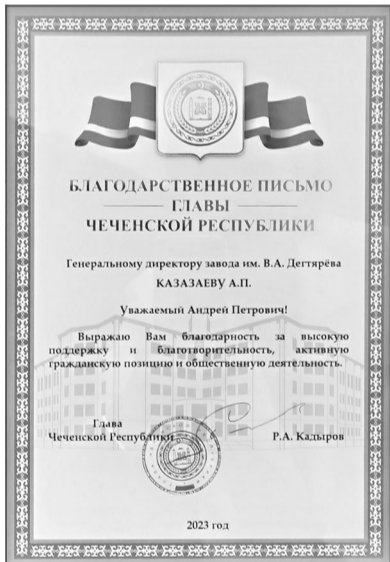 БЛАГОДАРСТВЕННОЕ ПИСЬМО
ГЛАВЫ
ЧЕЧЕНСКОЙ РЕСПУБЛИКИ
Генеральному директору завода им. В.А. Дегтярёва
КАЗАЗАЕВУ А.П.
Уважаемый Андрей Петрович!
Выражаю Вам благодарность за высокую
поддержку и благотворительность, активную
гражданскую позицию и общественную деятельность.
Глава
Чеченской Республики
Р.А. Кадыров
2023 год